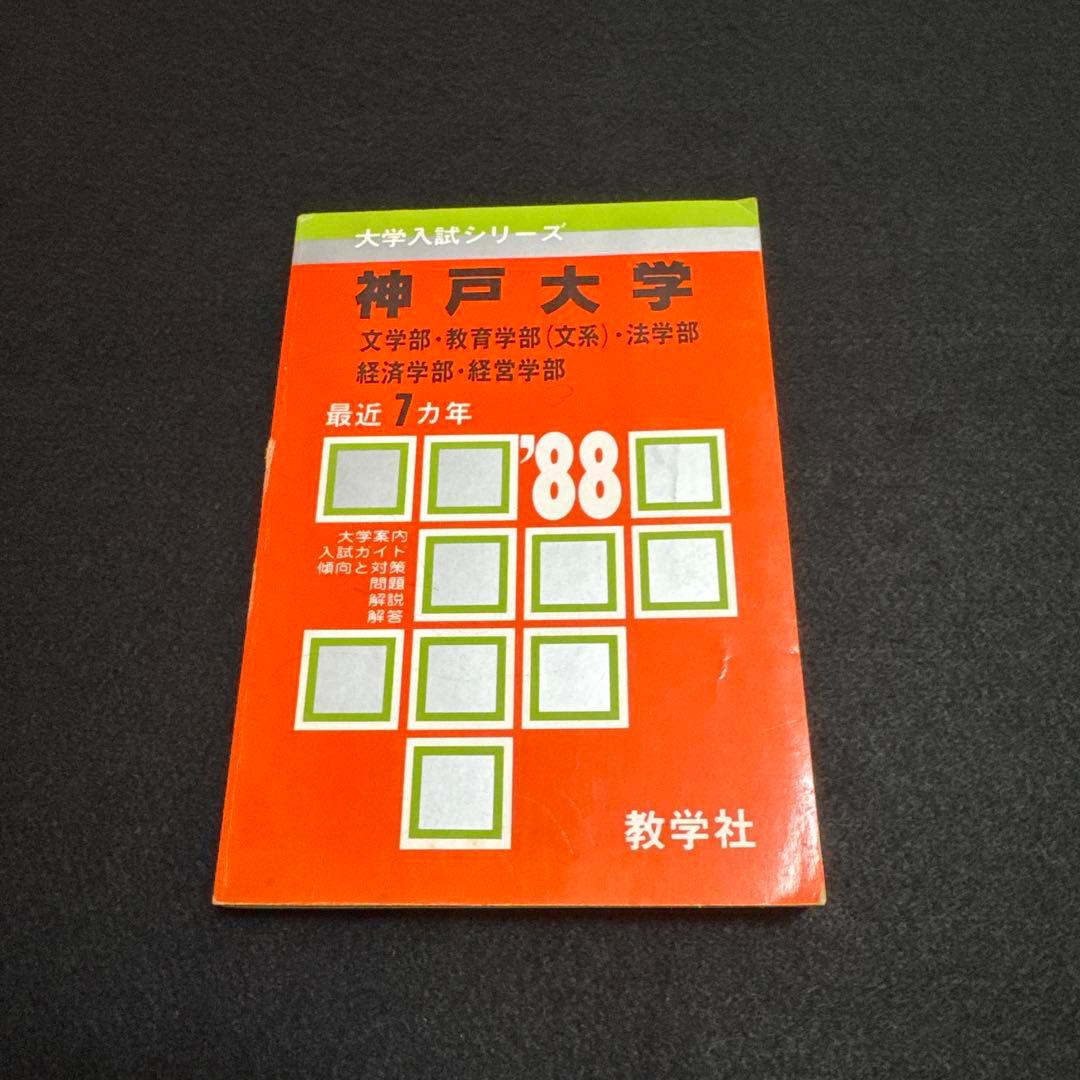 大学入試シリーズ
神戸大学
文学部・教育学部(文系)・法学部
経済学部・経営学部
最近7カ年
'88
大学案内
入試ガイド
傾向と対策
問題
解説
解答
教学社